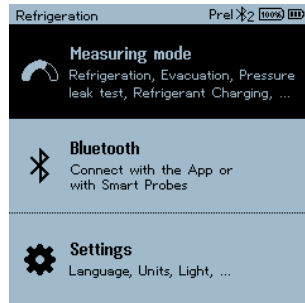 Refrigeration Prel 2 100%
Measuring mode
Refrigeration, Evacuation, Pressure
leak test, Refrigerant Charging, ...
Bluetooth
Connect with the App or
with Smart Probes
Settings
Language, Units, Light, ...